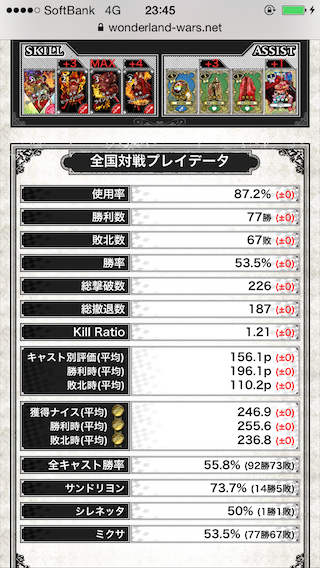 SoftBank 4G 23:45
wonderland-wars.net
SKILL ASSIST
+3 MAX +4 +3 +1
全国対戦プレイデータ
使用率 87.2% (±0)
勝利数 77勝 (±0)
敗北数 67敗 (±0)
勝率 53.5% (±0)
総撃破数 226 (±0)
総撤退数 187 (±0)
Kill Ratio 1.21 (±0)
キャスト別評価(平均) 156.1p (±0)
勝利時(平均) 196.1p (±0)
敗北時(平均) 110.2p (±0)
獲得ナイス(平均) 246.9 (±0)
勝利時(平均) 255.6 (±0)
敗北時(平均) 236.8 (±0)
全キャスト勝率 55.8% (92勝73敗)
サンドリヨン 73.7% (14勝5敗)
シレネッタ 50% (1勝1敗)
ミクサ 53.5% (77勝67敗)